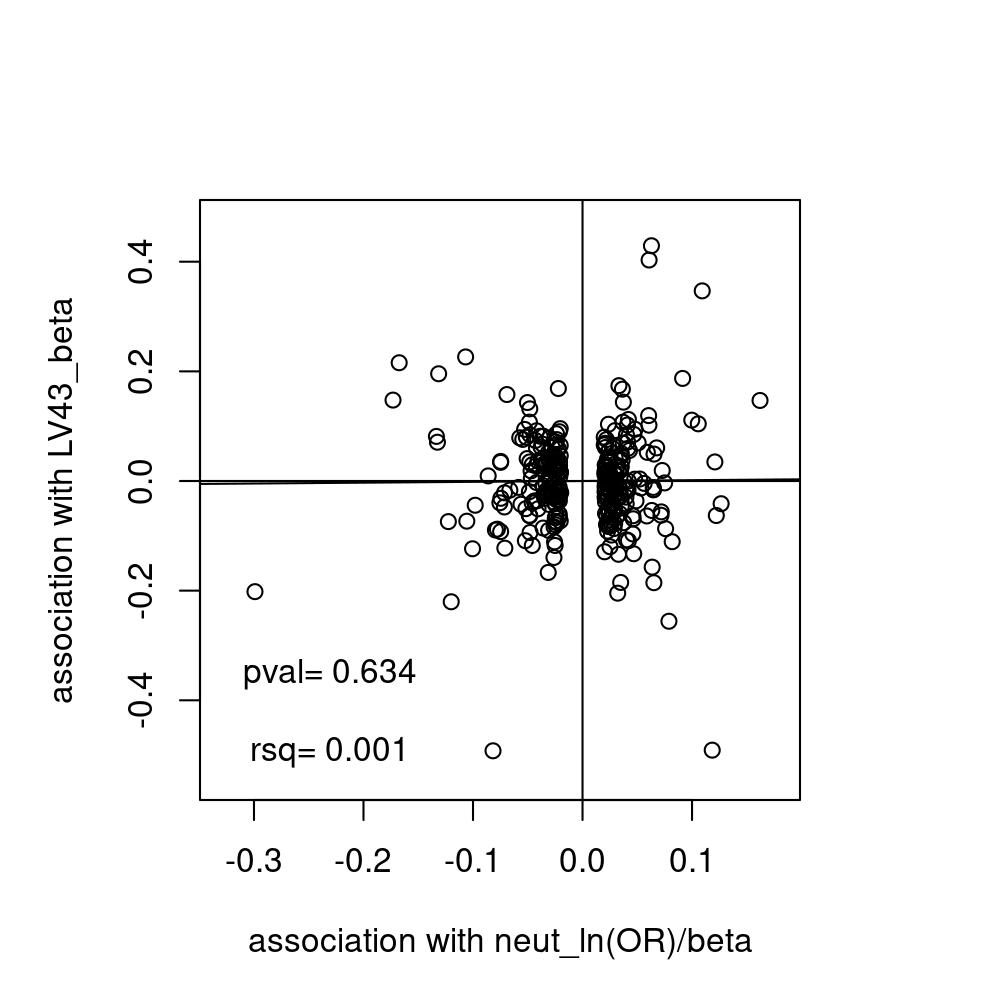 association with LV43_beta
0.4
0.2
0.0
-0.2
-0.4
pval= 0.634
rsq= 0.001
-0.3 -0.2 -0.1 0.0 0.1
association with neut_ln(OR)/beta